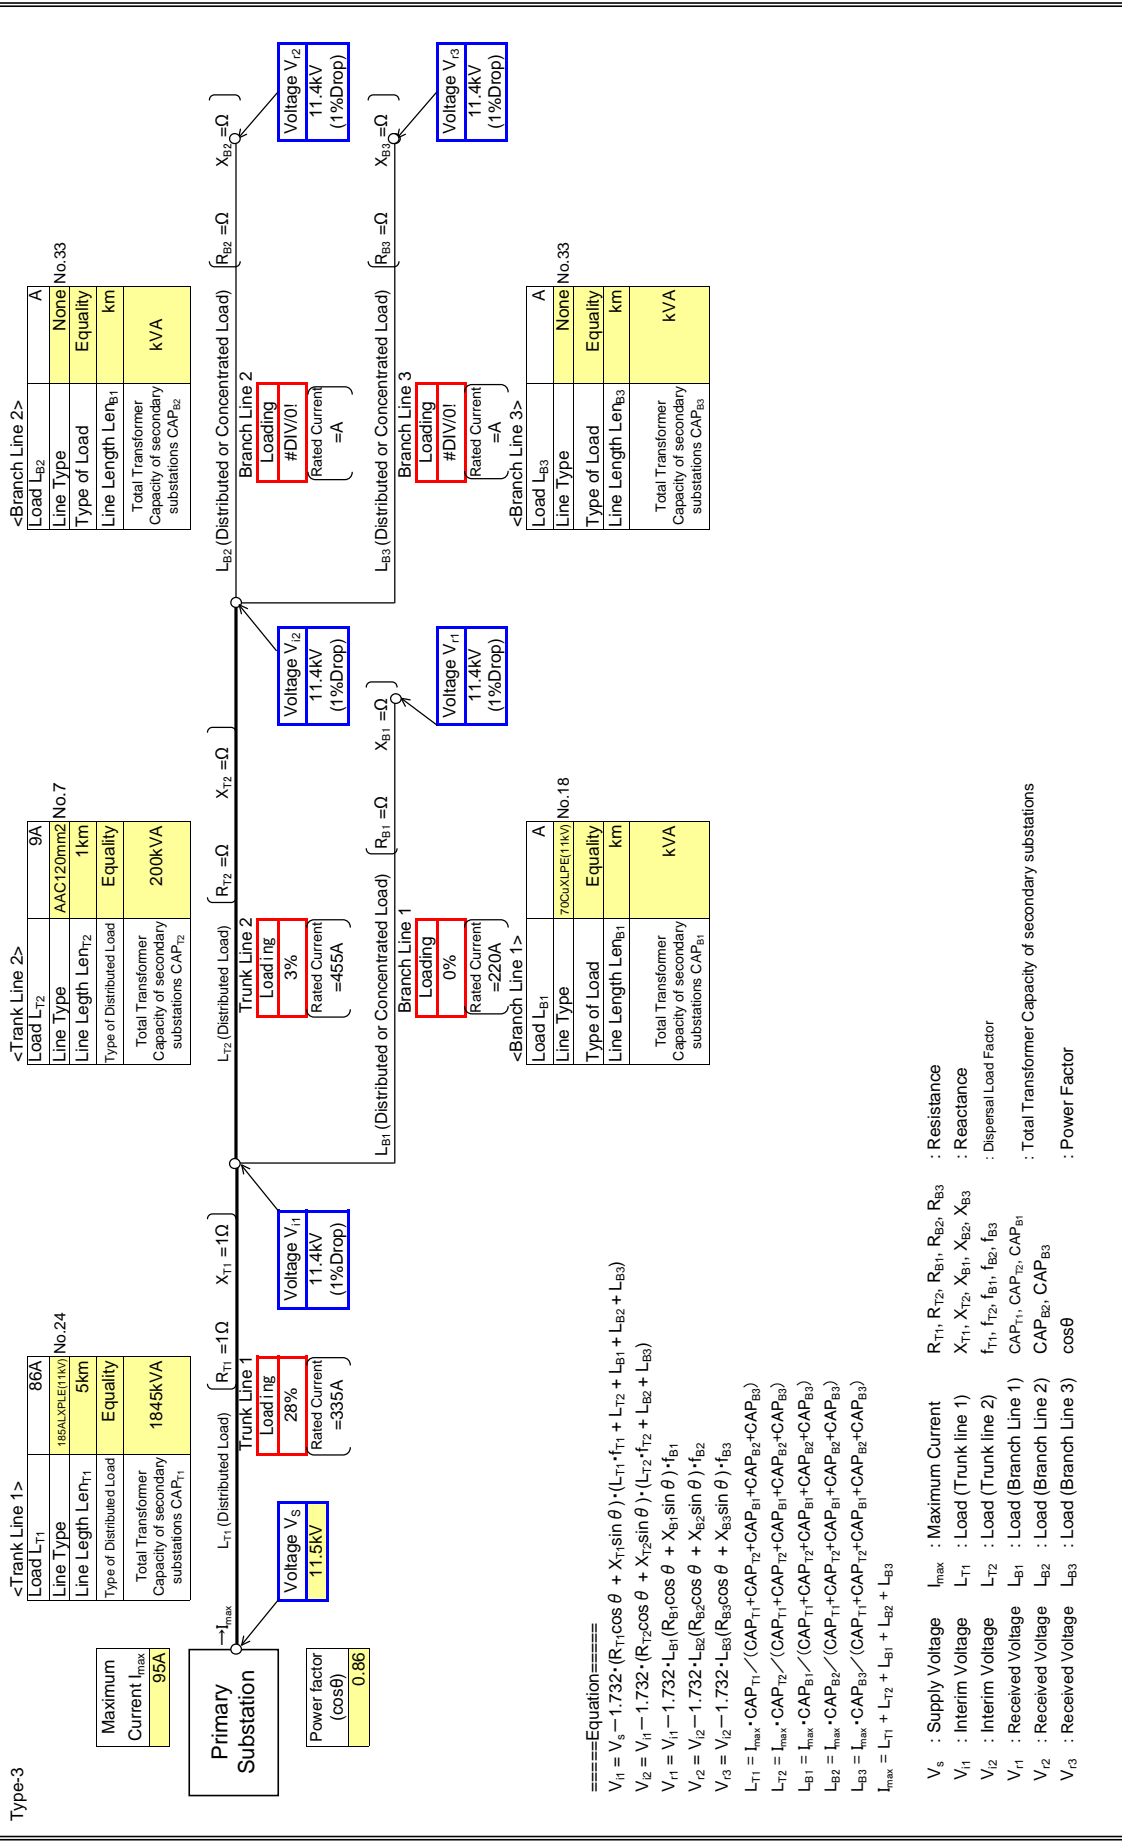 Type-3
Maximum
Current Imax
95A
Primary
Substation
Power factor
(cosθ)
0.86
→Imax
Voltage Vs
11.5kV
<Trank Line 1>
Load LT1 86A
Line Type 185ALXPLE(11kV) No.24
Line Legth LenT1 5km
Type of Distributed Load Equality
Total Transformer
Capacity of secondary
substations CAPT1
1845kVA
LT1 (Distributed Load)
RT1 =1Ω XT1 =1Ω
Trunk Line 1
Loading
28%
Rated Current
=335A
Voltage Vi1
11.4kV
(1%Drop)
<Trank Line 2>
Load LT2 9A
Line Type AAC120mm2 No.7
Line Legth LenT2 1km
Type of Distributed Load Equality
Total Transformer
Capacity of secondary
substations CAPT2
200kVA
LT2 (Distributed Load)
RT2 =Ω XT2 =Ω
Trunk Line 2
Loading
3%
Rated Current
=455A
Voltage Vi2
11.4kV
(1%Drop)
LB1 (Distributed or Concentrated Load)
RB1 =Ω XB1 =Ω
Branch Line 1
Loading
0%
Rated Current
=220A
Voltage Vr1
11.4kV
(1%Drop)
<Branch Line 1>
Load LB1 A
Line Type 70CuXLPE(11kV) No.18
Type of Load Equality
Line Length LenB1 km
Total Transformer
Capacity of secondary
substations CAPB1
kVA
<Branch Line 2>
Load LB2 A
Line Type None No.33
Type of Load Equality
Line Length LenB1 km
Total Transformer
Capacity of secondary
substations CAPB2
kVA
LB2 (Distributed or Concentrated Load)
RB2 =Ω XB2 =Ω
Branch Line 2
Loading
#DIV/0!
Rated Current
=A
Voltage Vr2
11.4kV
(1%Drop)
LB3 (Distributed or Concentrated Load)
RB3 =Ω XB3 =Ω
Branch Line 3
Loading
#DIV/0!
Rated Current
=A
Voltage Vr3
11.4kV
(1%Drop)
<Branch Line 3>
Load LB3 A
Line Type None No.33
Type of Load Equality
Line Length LenB3 km
Total Transformer
Capacity of secondary
substations CAPB3
kVA
=====Equation=====
Vi1 = Vs－1.732・(RT1cos θ + XT1sin θ)・(LT1・fT1 + LT2 + LB1 + LB2 + LB3)
Vi2 = Vi1－1.732・(RT2cos θ + XT2sin θ)・(LT2・fT2 + LB2 + LB3)
Vr1 = Vi1－1.732・LB1(RB1cos θ + XB1sin θ)・fB1
Vr2 = Vi2－1.732・LB2(RB2cos θ + XB2sin θ)・fB2
Vr3 = Vi2－1.732・LB3(RB3cos θ + XB3sin θ)・fB3
LT1 = Imax・CAPT1／(CAPT1+CAPT2+CAPB1+CAPB2+CAPB3)
LT2 = Imax・CAPT2／(CAPT1+CAPT2+CAPB1+CAPB2+CAPB3)
LB1 = Imax・CAPB1／(CAPT1+CAPT2+CAPB1+CAPB2+CAPB3)
LB2 = Imax・CAPB2／(CAPT1+CAPT2+CAPB1+CAPB2+CAPB3)
LB3 = Imax・CAPB3／(CAPT1+CAPT2+CAPB1+CAPB2+CAPB3)
Imax = LT1 + LT2 + LB1 + LB2 + LB3
Vs : Supply Voltage Imax : Maximum Current RT1, RT2, RB1, RB2, RB3 : Resistance
Vi1 : Interim Voltage LT1 : Load (Trunk line 1) XT1, XT2, XB1, XB2, XB3 : Reactance
Vi2 : Interim Voltage LT2 : Load (Trunk line 2) fT1, fT2, fB1, fB2, fB3 : Dispersal Load Factor
Vr1 : Received Voltage LB1 : Load (Branch Line 1) CAPT1, CAPT2, CAPB1 : Total Transformer Capacity of secondary substations
Vr2 : Received Voltage LB2 : Load (Branch Line 2) CAPB2, CAPB3
Vr3 : Received Voltage LB3 : Load (Branch Line 3) cosθ : Power Factor